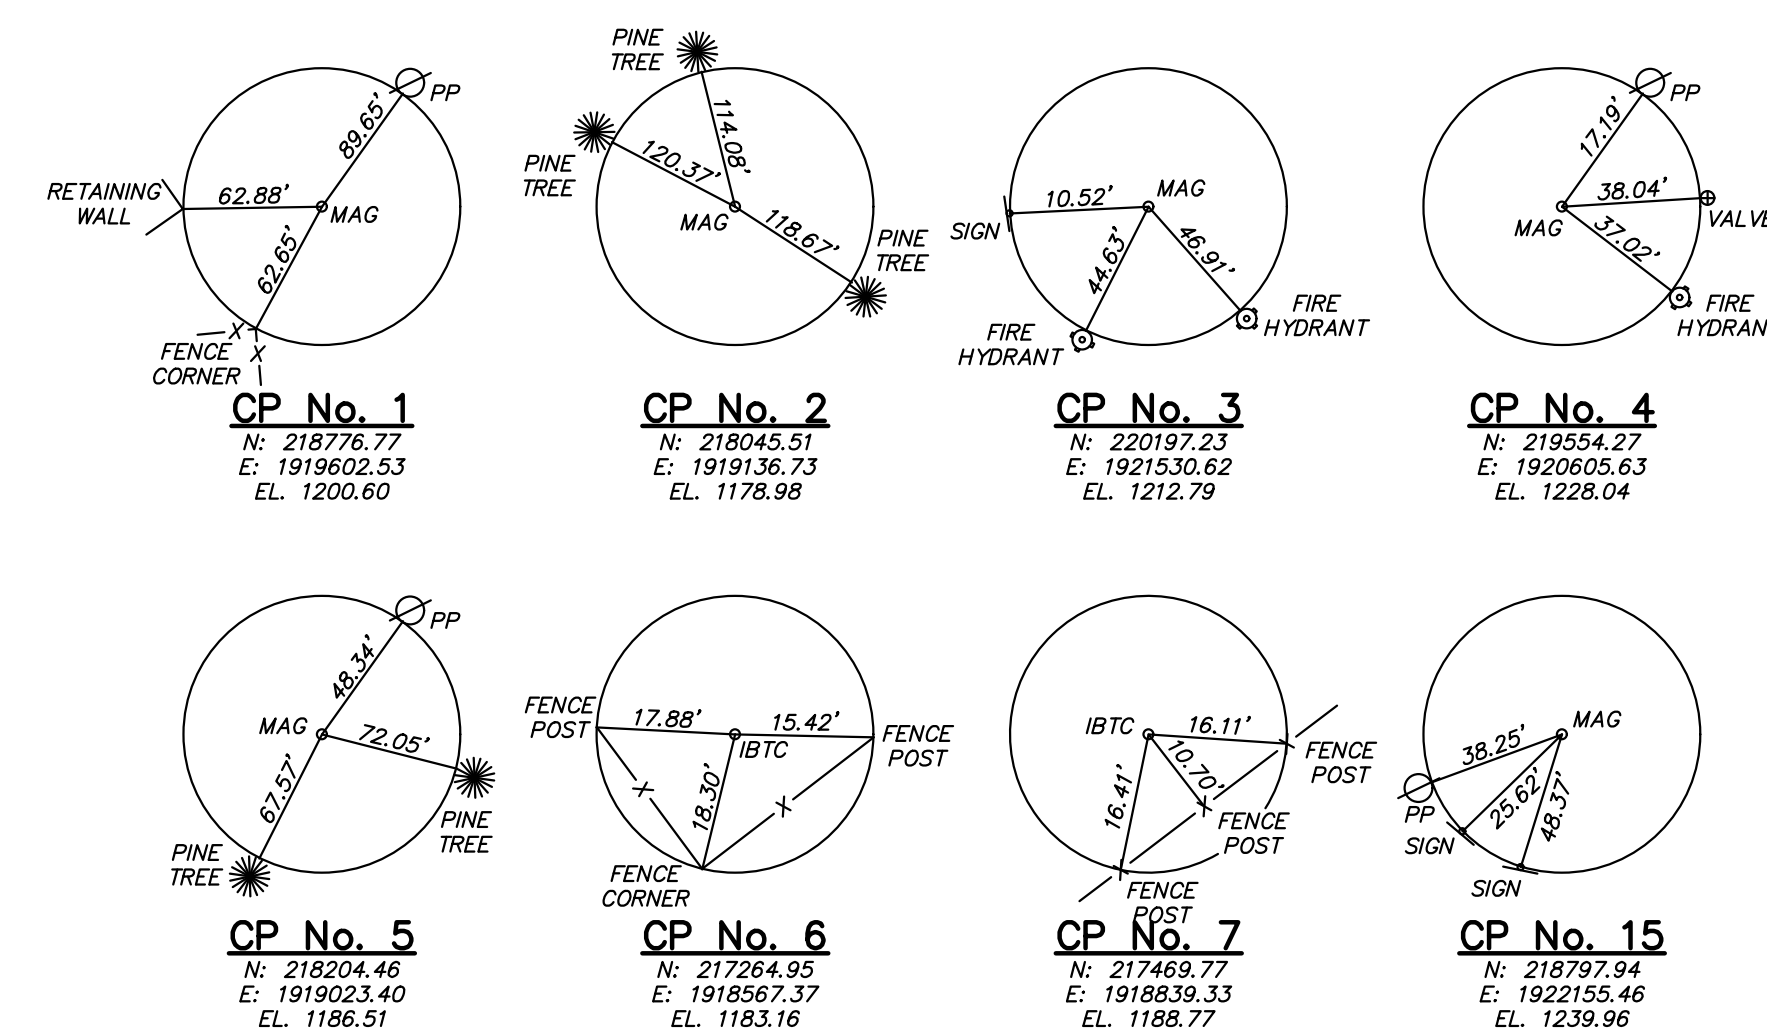 PP
89.65'
RETAINING
WALL
62.88'
MAG
62.65'
X
X
FENCE
CORNER
CP No. 1
N: 218776.77
E: 1919602.53
EL. 1200.60
PINE
TREE
114.08'
PINE
TREE
120.37'
MAG
118.67'
PINE
TREE
CP No. 2
N: 218045.51
E: 1919136.73
EL. 1178.98
MAG
10.52'
SIGN
44.63'
46.91'
FIRE
HYDRANT
FIRE
HYDRANT
CP No. 3
N: 220197.23
E: 1921530.62
EL. 1212.79
PP
17.19'
38.04'
VALVE
MAG
37.02'
FIRE
HYDRAN
CP No. 4
N: 219554.27
E: 1920605.63
EL. 1228.04
PP
48.34'
MAG
72.05'
67.57'
PINE
TREE
PINE
TREE
CP No. 5
N: 218204.46
E: 1919023.40
EL. 1186.51
FENCE
POST
17.88'
15.42'
IBTC
FENCE
POST
X
18.30'
X
FENCE
CORNER
CP No. 6
N: 217264.95
E: 1918567.37
EL. 1183.16
IBTC
16.11'
10.70'
16.41'
FENCE
POST
FENCE
POST
FENCE
POST
CP No. 7
N: 217469.77
E: 1918839.33
EL. 1188.77
MAG
38.25'
PP
25.62'
48.37'
SIGN
SIGN
CP No. 15
N: 218797.94
E: 1922155.46
EL. 1239.96